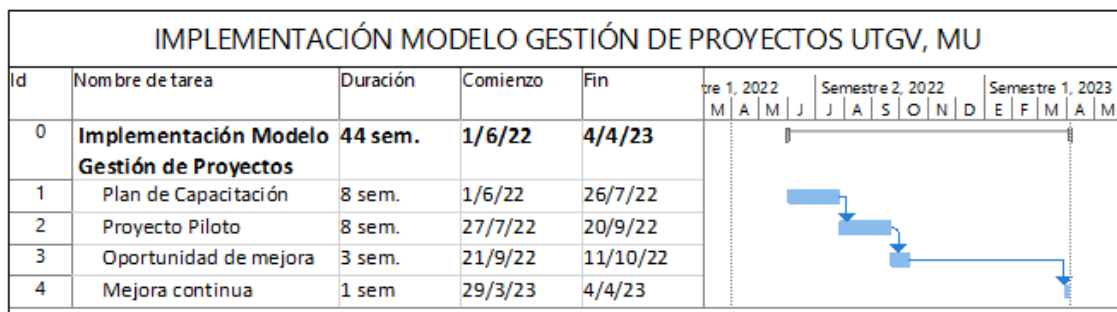 IMPLEMENTACIÓN MODELO GESTIÓN DE PROYECTOS UTGV, MU
Id Nombre de tarea Duración Comienzo Fin tre 1, 2022 Semestre 2, 2022 Semestre 1, 2023
M A M J J A S O N D E F M A M
0 Implementación Modelo 44 sem. 1/6/22 4/4/23
Gestión de Proyectos
1 Plan de Capacitación 8 sem. 1/6/22 26/7/22
2 Proyecto Piloto 8 sem. 27/7/22 20/9/22
3 Oportunidad de mejora 3 sem. 21/9/22 11/10/22
4 Mejora continua 1 sem 29/3/23 4/4/23